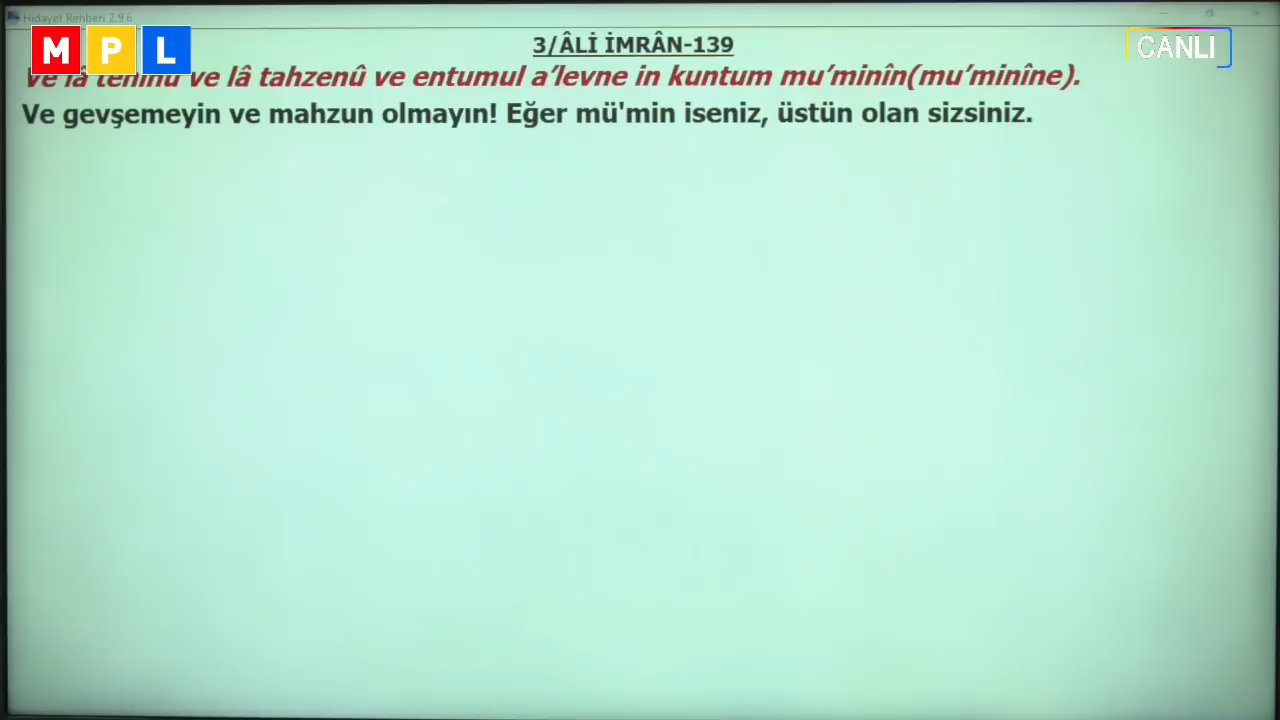 Hidayet Rehberi 2.9.6
M P L
CANLI
3/ÂLİ İMRÂN-139
Ve lâ tehinû ve lâ tahzenû ve entumul a’levne in kuntum mu’minîn(mu’minîne).
Ve gevşemeyin ve mahzun olmayın! Eğer mü'min iseniz, üstün olan sizsiniz.